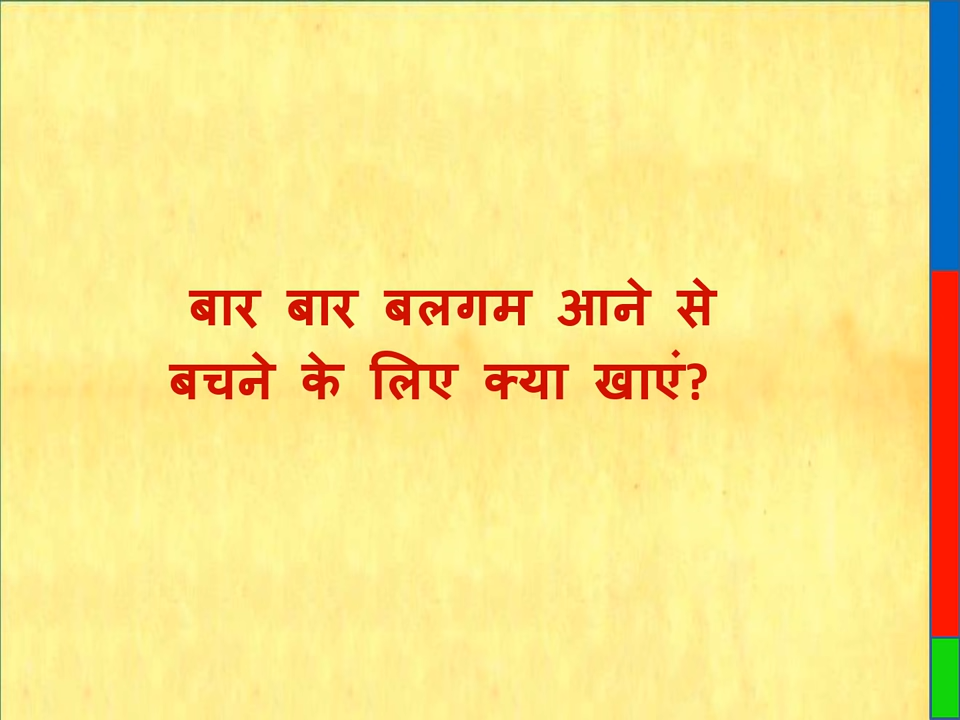 बार बार बलगम आने से
बचने के लिए क्या खाएं?